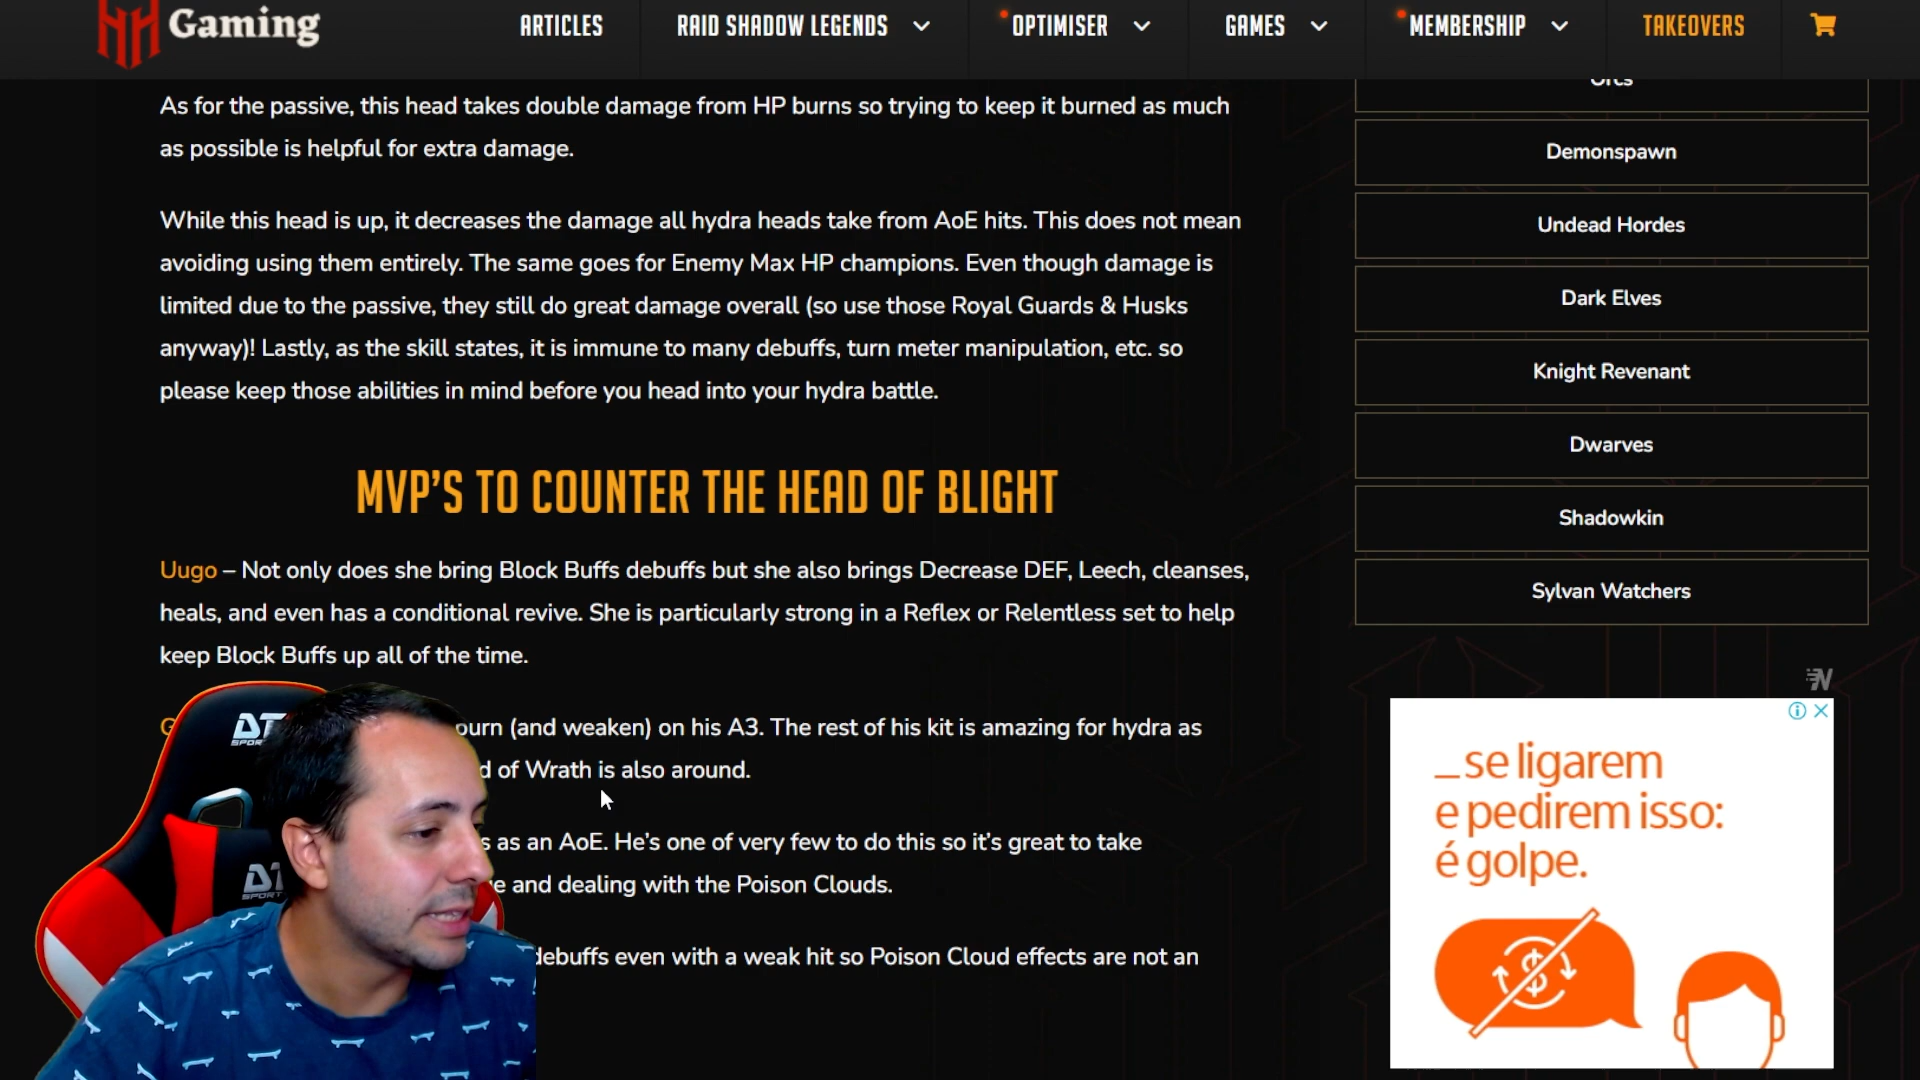 Gaming
ARTICLES
RAID SHADOW LEGENDS
OPTIMISER
GAMES
MEMBERSHIP
TAKEOVERS
As for the passive, this head takes double damage from HP burns so trying to keep it burned as much
as possible is helpful for extra damage.
While this head is up, it decreases the damage all hydra heads take from AoE hits. This does not mean
avoiding using them entirely. The same goes for Enemy Max HP champions. Even though damage is
limited due to the passive, they still do great damage overall (so use those Royal Guards & Husks
anyway)! Lastly, as the skill states, it is immune to many debuffs, turn meter manipulation, etc. so
please keep those abilities in mind before you head into your hydra battle.
MVP'S TO COUNTER THE HEAD OF BLIGHT
Uugo – Not only does she bring Block Buffs debuffs but she also brings Decrease DEF, Leech, cleanses,
heals, and even has a conditional revive. She is particularly strong in a Reflex or Relentless set to help
keep Block Buffs up all of the time.
(and weaken) on his A3. The rest of his kit is amazing for hydra as
of Wrath is also around.
as an AoE. He's one of very few to do this so it's great to take
and dealing with the Poison Clouds.
debuffs even with a weak hit so Poison Cloud effects are not an
Orcs
Demonspawn
Undead Hordes
Dark Elves
Knight Revenant
Dwarves
Shadowkin
Sylvan Watchers
_se ligarem
e pedirem isso:
é golpe.
$
DT
SPOR
DT
SPORT